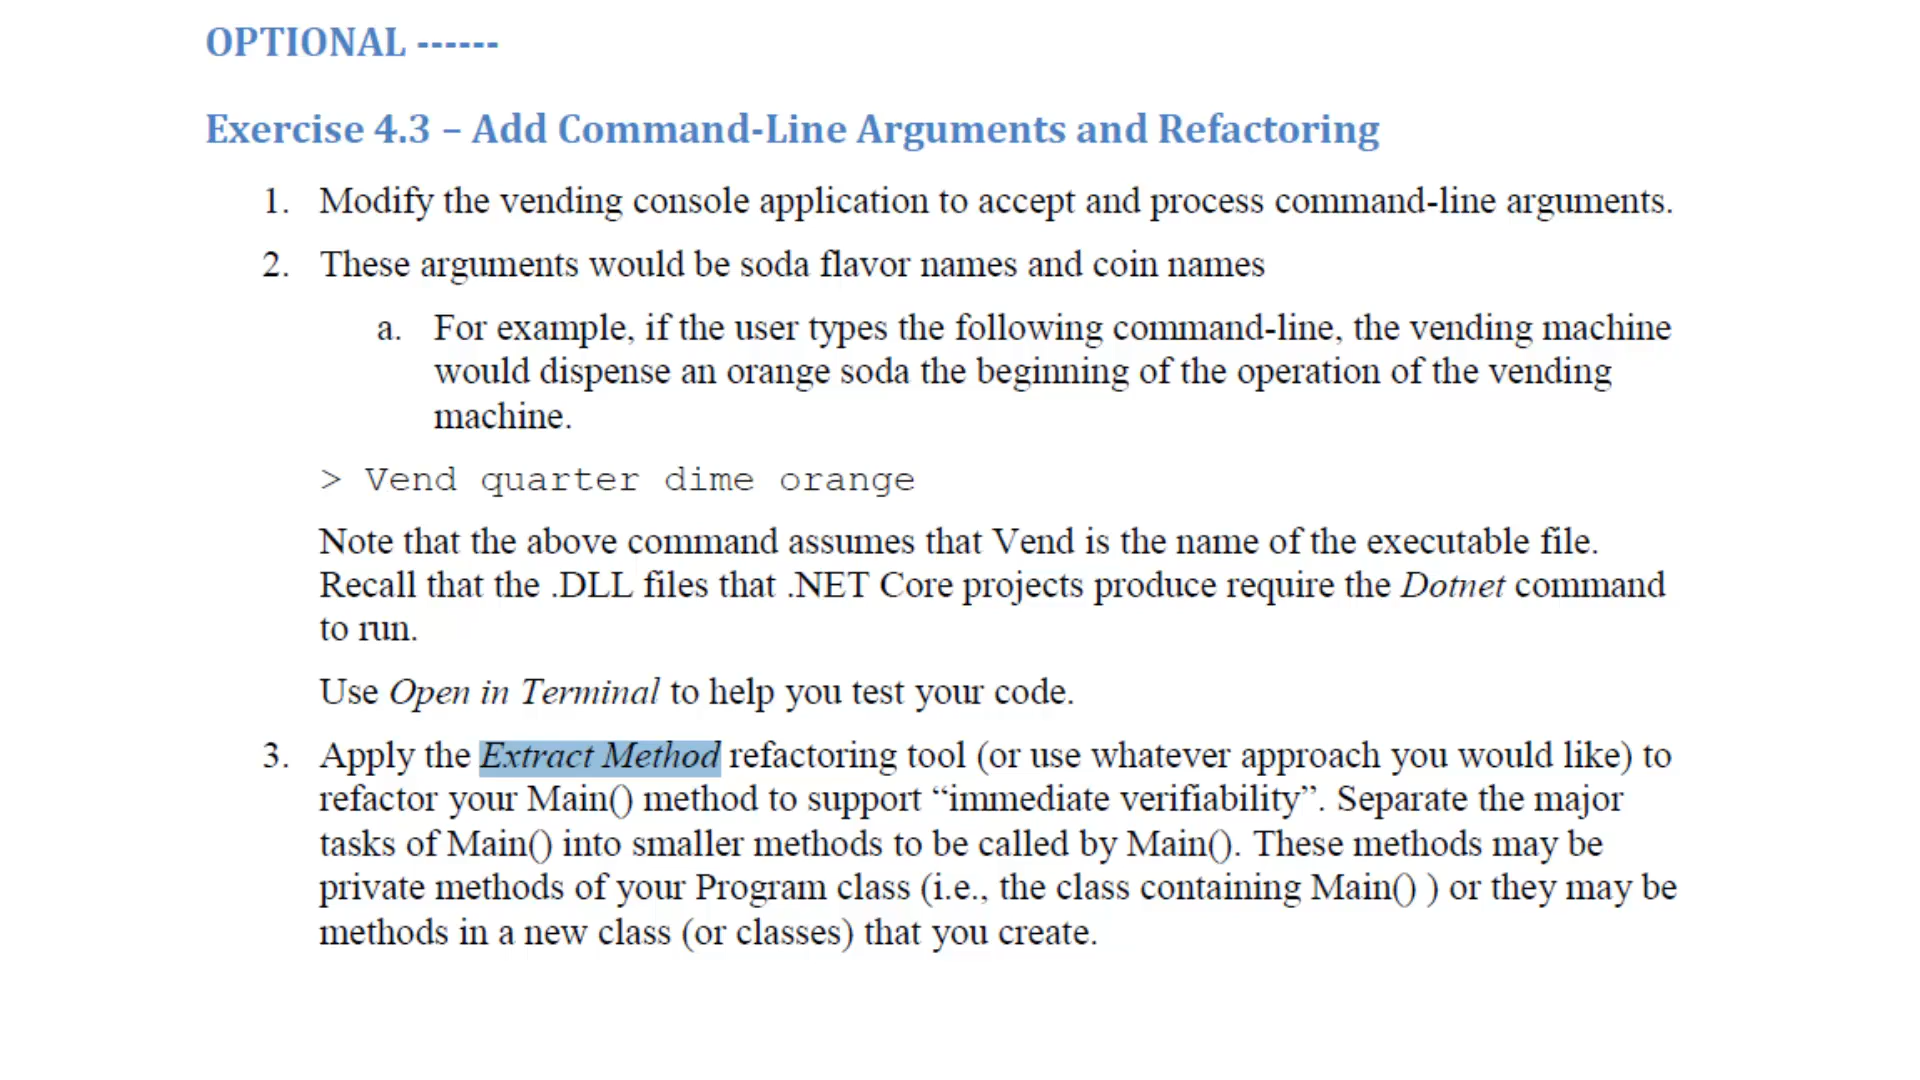 OPTIONAL ------
Exercise 4.3 – Add Command-Line Arguments and Refactoring
1. Modify the vending console application to accept and process command-line arguments.
2. These arguments would be soda flavor names and coin names
a. For example, if the user types the following command-line, the vending machine
would dispense an orange soda the beginning of the operation of the vending
machine.
> Vend quarter dime orange
Note that the above command assumes that Vend is the name of the executable file.
Recall that the .DLL files that .NET Core projects produce require the Dotnet command
to run.
Use Open in Terminal to help you test your code.
3. Apply the Extract Method refactoring tool (or use whatever approach you would like) to
refactor your Main() method to support “immediate verifiability”. Separate the major
tasks of Main() into smaller methods to be called by Main(). These methods may be
private methods of your Program class (i.e., the class containing Main() ) or they may be
methods in a new class (or classes) that you create.